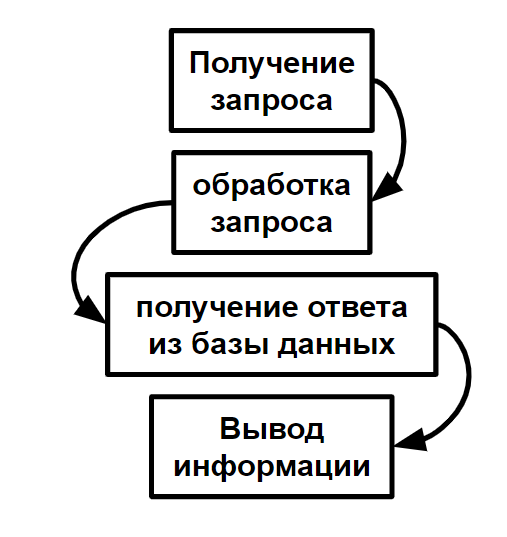 Получение
запроса
обработка
запроса
получение ответа
из базы данных
Вывод
информации